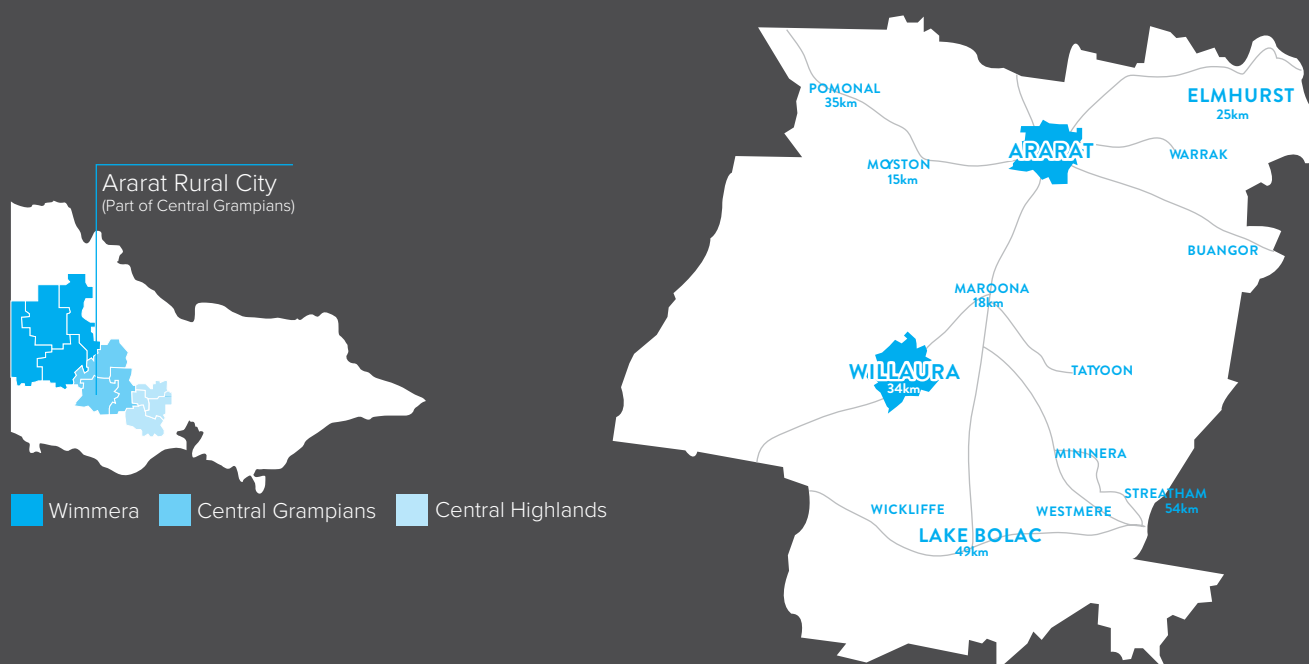 Ararat Rural City
(Part of Central Grampians)
Wimmera
Central Grampians
Central Highlands
POMONAL
35km
ELMHURST
25km
ARARAT
MOYSTON
15km
WARRAK
BUANGOR
MAROONA
18km
WILLAURA
34km
TATYOON
MININERA
STREATHAM
54km
WICKLIFFE
WESTMERE
LAKE BOLAC
49km